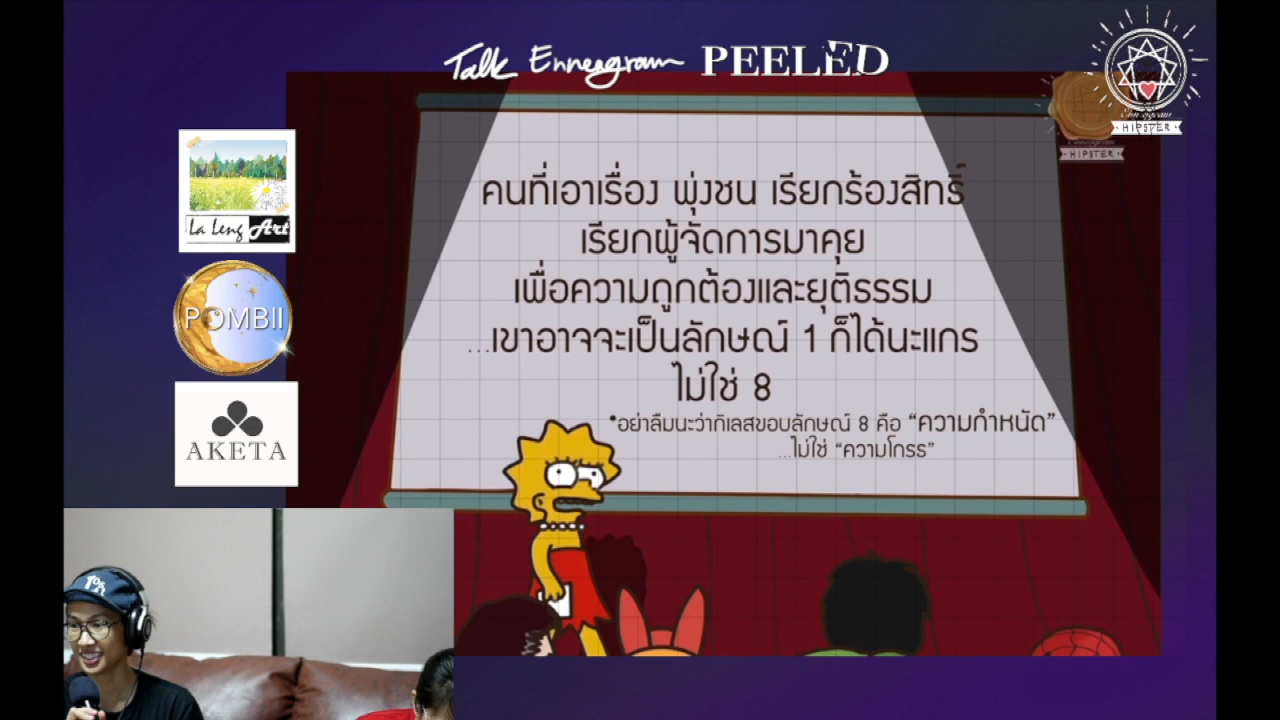 Talk Enneagram PEELED
HIPSTER
HIPSTER
La Leng Art
POMBII
AKETA
คนที่เอาเรื่อง พุ่งชน เรียกร้องสิทธิ์
เรียกผู้จัดการมาคุย
เพื่อความถูกต้องและยุติธรรม
...เขาอาจจะเป็นลักษณ์ 1 ก็ได้นะแกร
ไม่ใช่ 8
*อย่าลืมนะว่ากิเลสขอบลักษณ์ 8 คือ “ความกำหนัด”
...ไม่ใช่ “ความโกรธ”